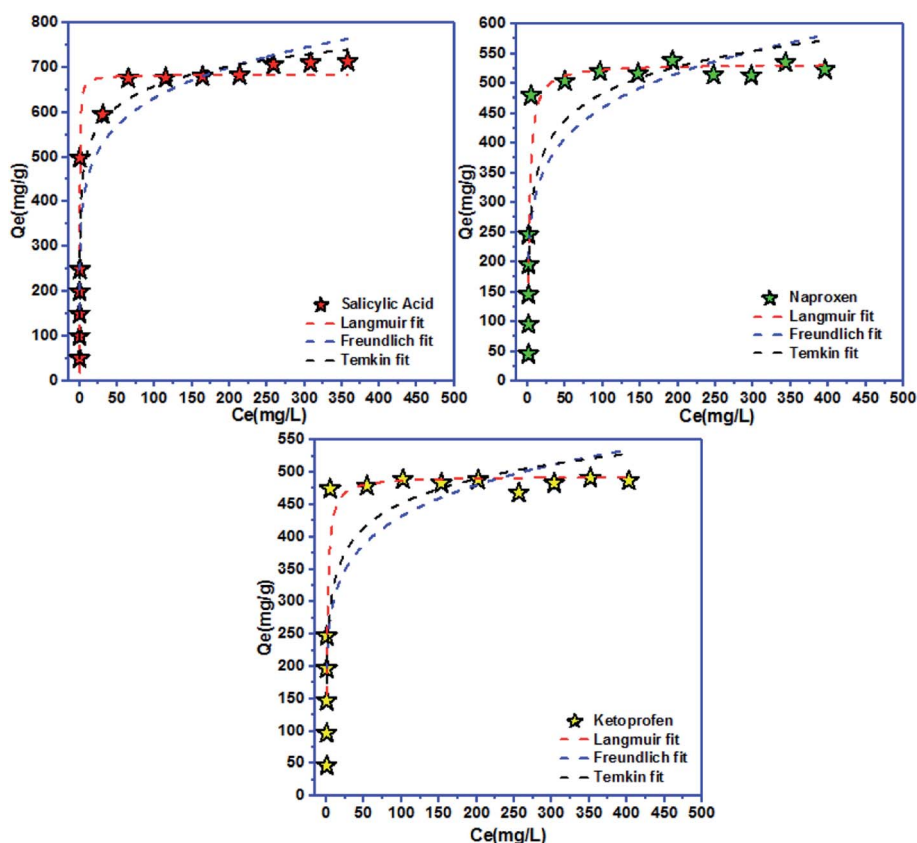 800
700
600
500
400
300
200
100
0
Qe(mg/g)
Salicylic Acid
Langmuir fit
Freundlich fit
Temkin fit
0 50 100 150 200 250 300 350 400 450 500
Ce(mg/L)
600
550
500
450
400
350
300
250
200
150
100
50
0
Qe(mg/g)
Naproxen
Langmuir fit
Freundlich fit
Temkin fit
0 50 100 150 200 250 300 350 400 450 500
Ce(mg/L)
550
500
450
400
350
300
250
200
150
100
50
0
Qe(mg/g)
Ketoprofen
Langmuir fit
Freundlich fit
Temkin fit
0 50 100 150 200 250 300 350 400 450 500
Ce(mg/L)